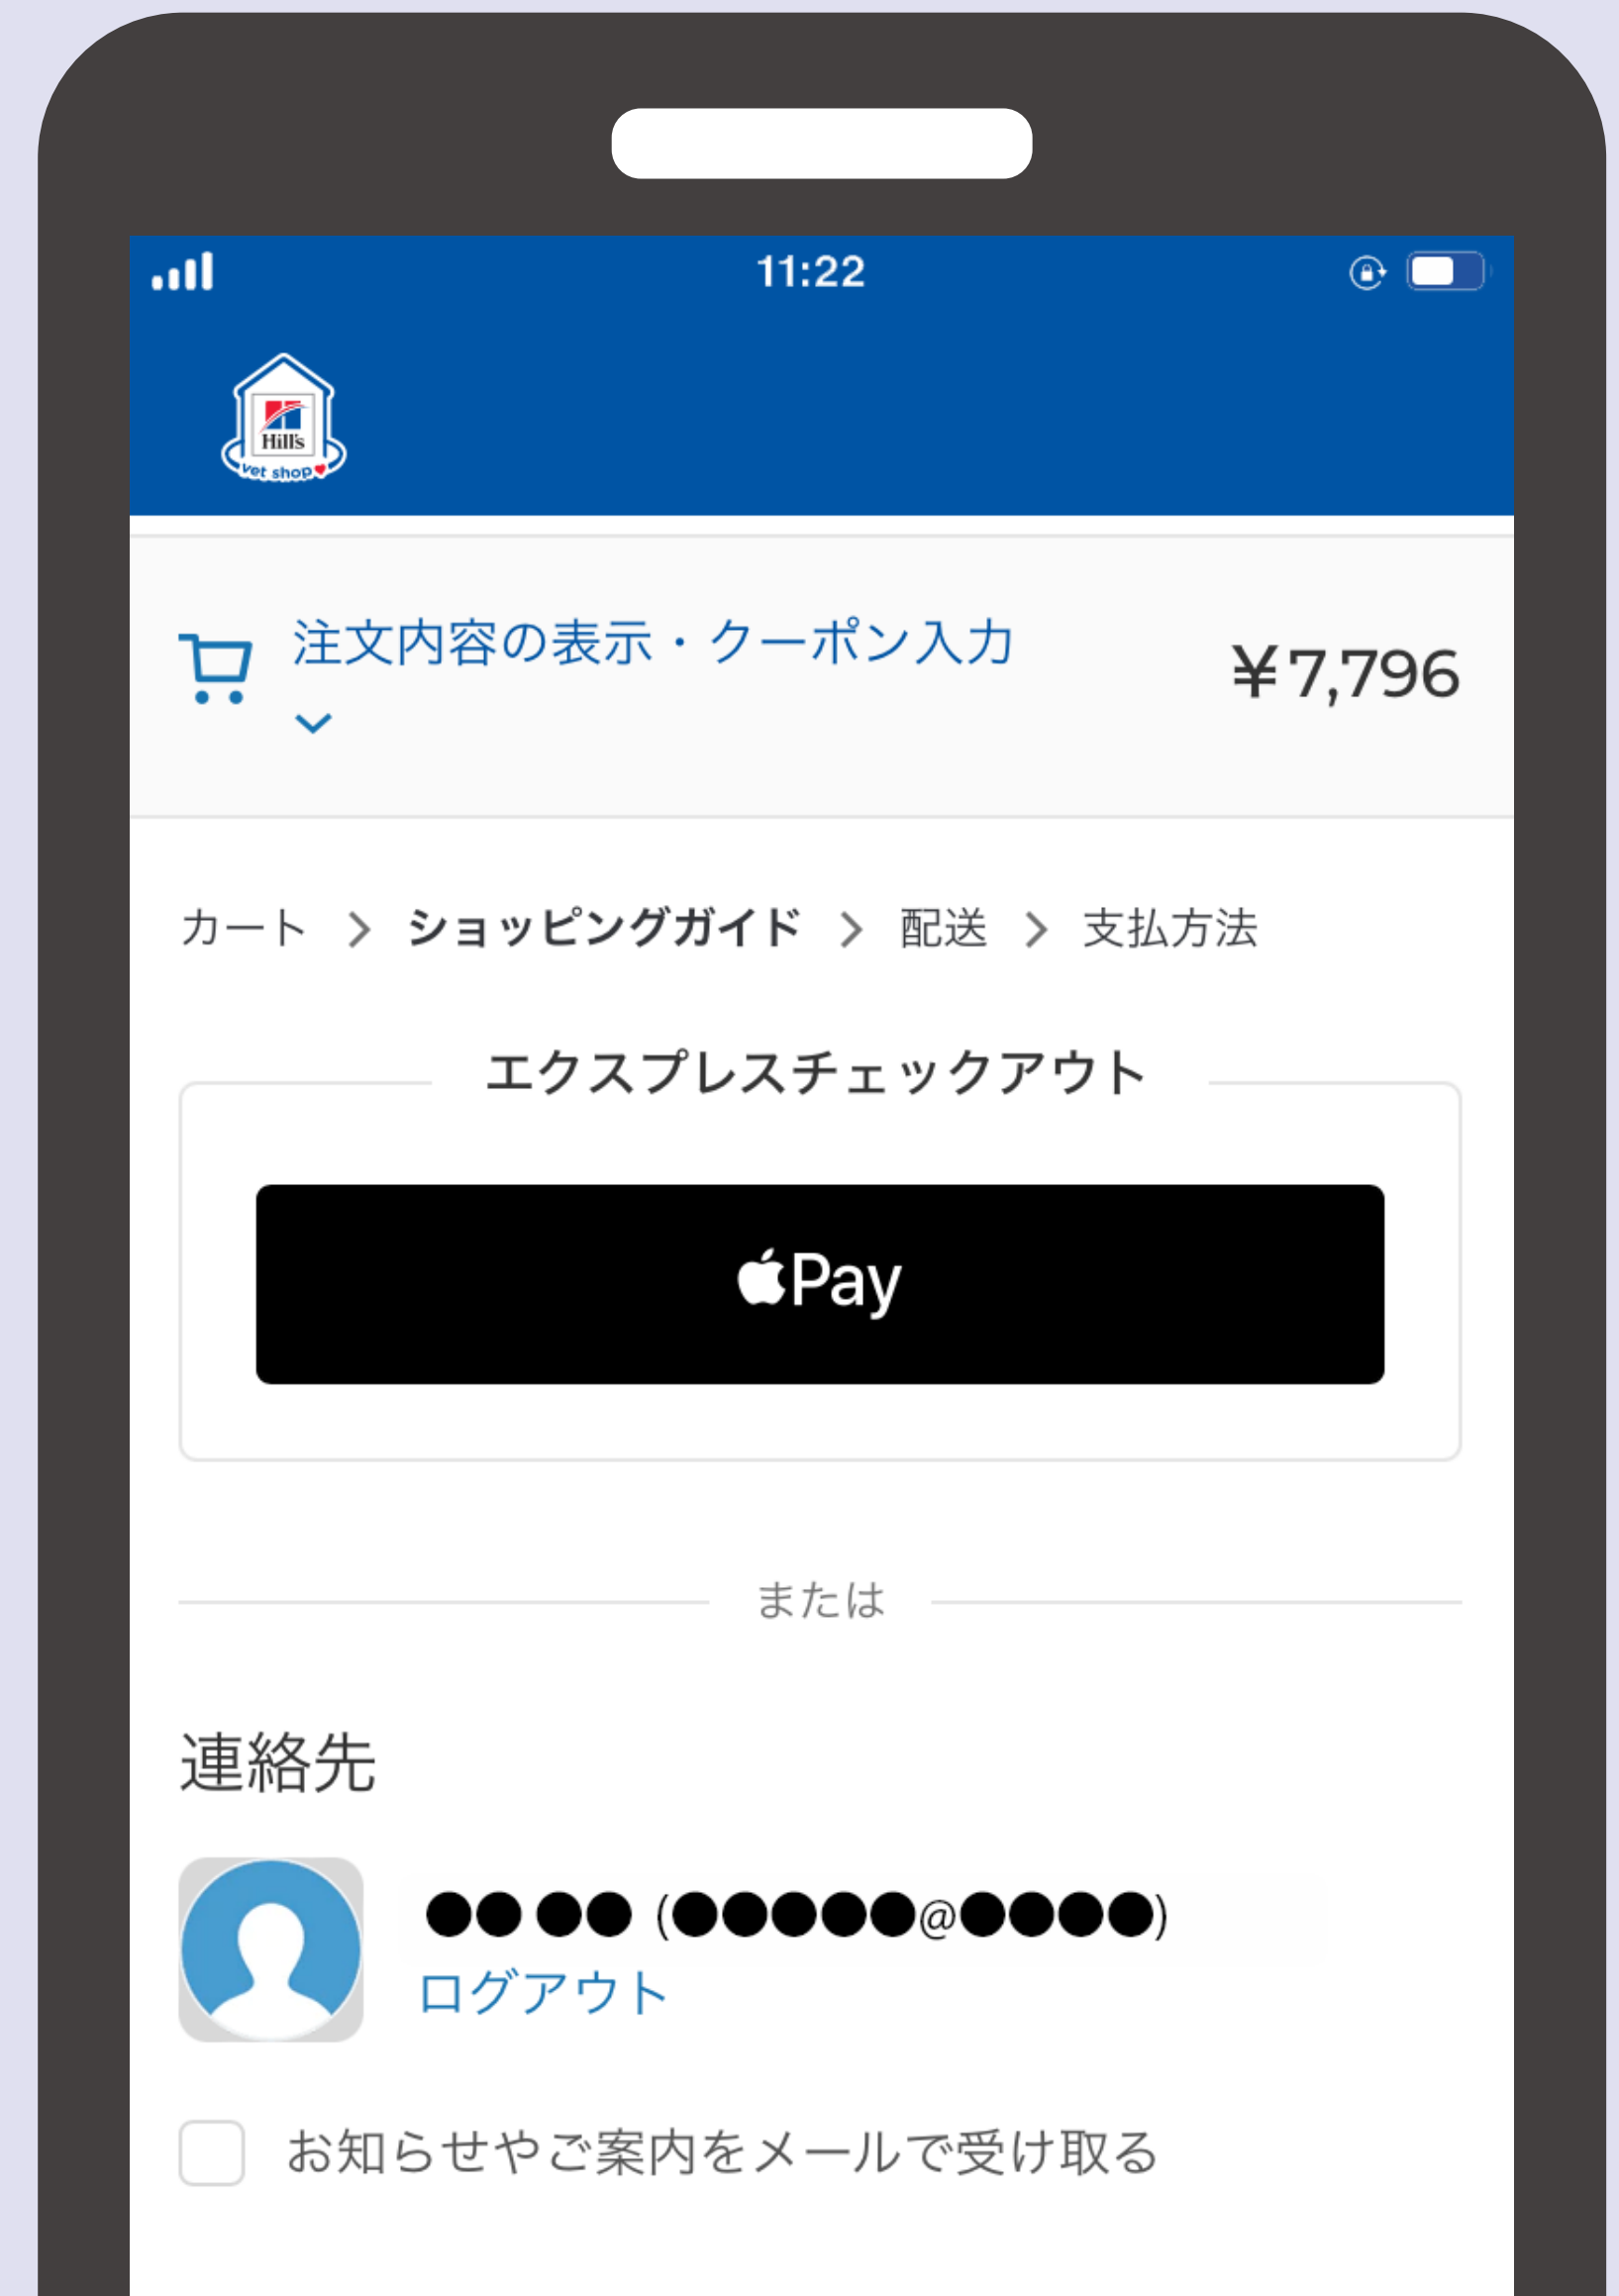 11:22
Hill's
vet shop
注文内容の表示・クーポン入力
¥7,796
カート > ショッピングガイド > 配送 > 支払方法
エクスプレスチェックアウト
Pay
または
連絡先
●● ●● (●●●●●@●●●●)
ログアウト
お知らせやご案内をメールで受け取る